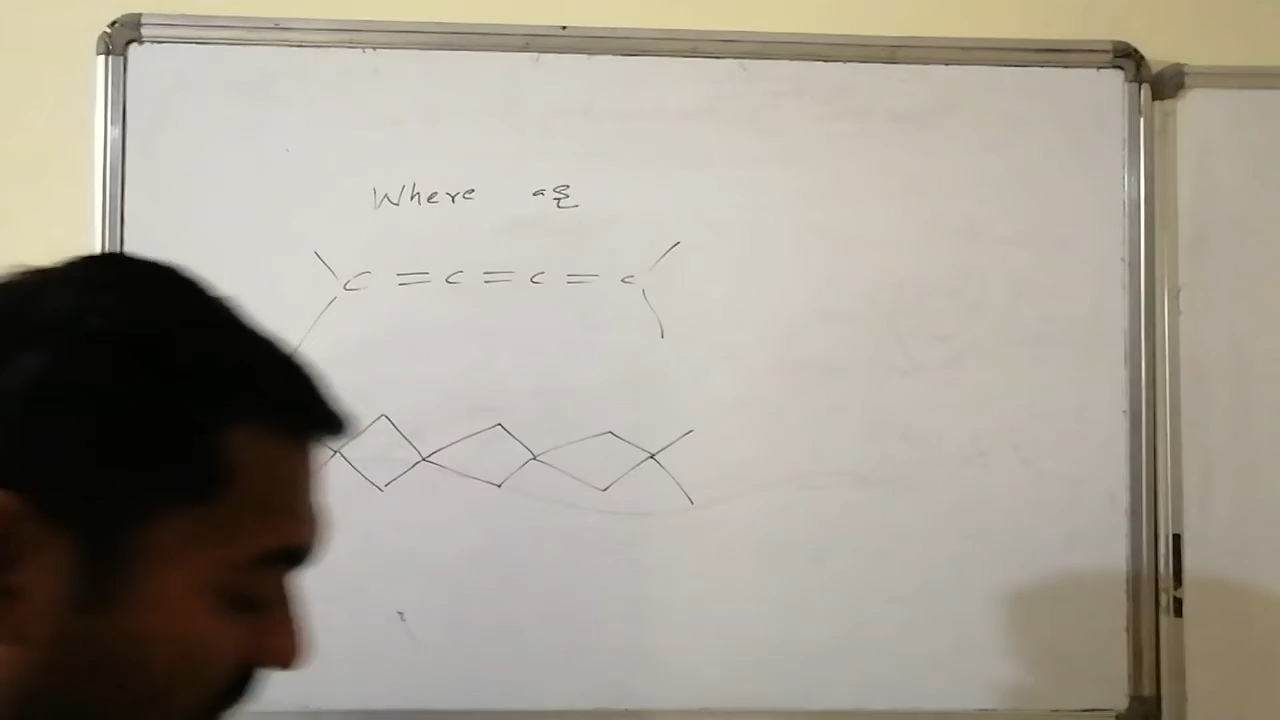 Where as
C = C = C = C